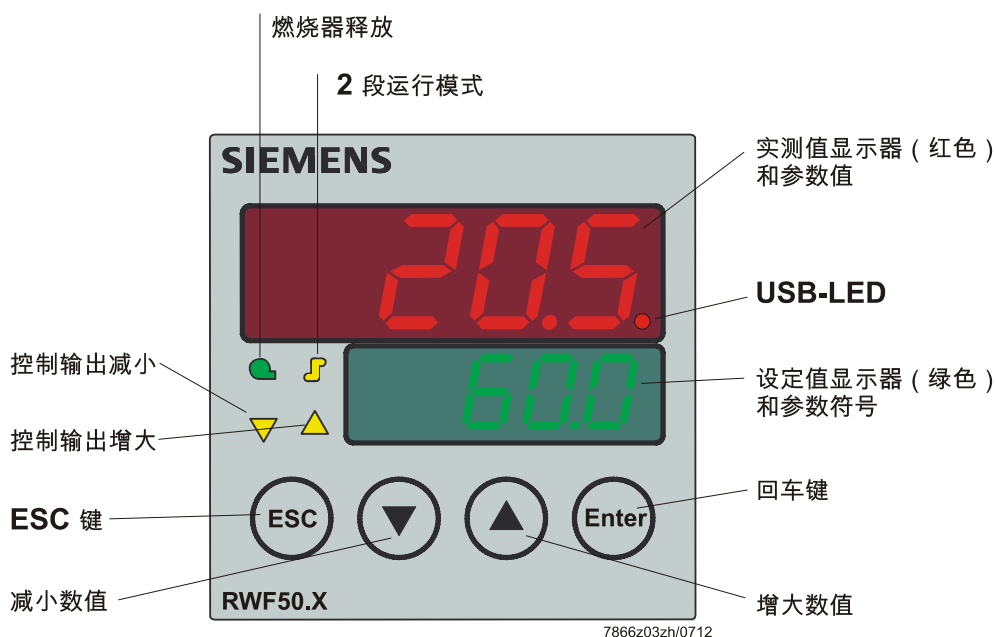 燃烧器释放
2 段运行模式
SIEMENS
实测值显示器 ( 红色 )
和参数值
20.5.
USB-LED
控制输出减小
60.0
设定值显示器 ( 绿色 )
和参数符号
控制输出增大
回车键
ESC 键
ESC
Enter
减小数值
RWF50.X
增大数值
7866z03zh/0712